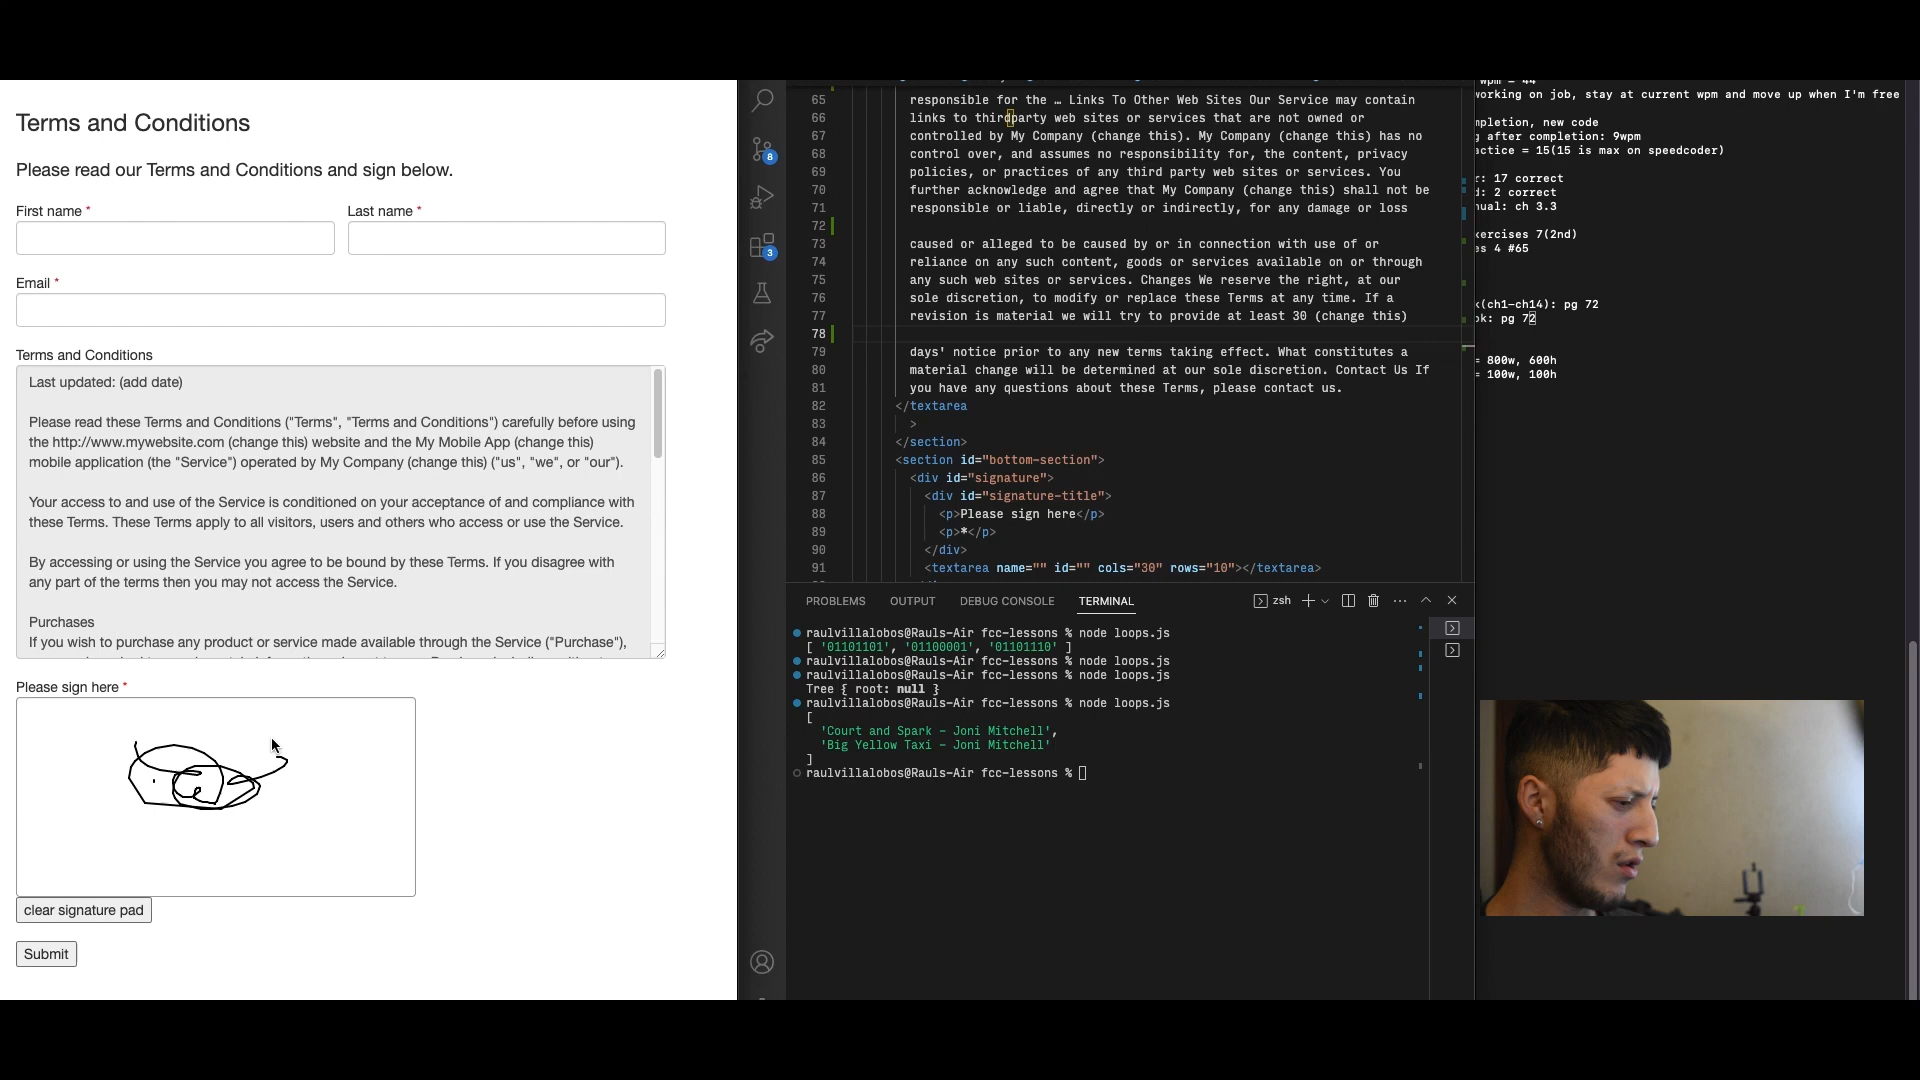 Terms and Conditions
Please read our Terms and Conditions and sign below.
First name *
Last name *
Email *
Terms and Conditions
Last updated: (add date)
Please read these Terms and Conditions ("Terms", "Terms and Conditions") carefully before using
the http://www.mywebsite.com (change this) website and the My Mobile App (change this)
mobile application (the "Service") operated by My Company (change this) ("us", "we", or "our").
Your access to and use of the Service is conditioned on your acceptance of and compliance with
these Terms. These Terms apply to all visitors, users and others who access or use the Service.
By accessing or using the Service you agree to be bound by these Terms. If you disagree with
any part of the terms then you may not access the Service.
Purchases
If you wish to purchase any product or service made available through the Service ("Purchase"),
Please sign here *
clear signature pad
Submit
8
3
65 responsible for the … Links To Other Web Sites Our Service may contain
66 links to third party web sites or services that are not owned or
67 controlled by My Company (change this). My Company (change this) has no
68 control over, and assumes no responsibility for, the content, privacy
69 policies, or practices of any third party web sites or services. You
70 further acknowledge and agree that My Company (change this) shall not be
71 responsible or liable, directly or indirectly, for any damage or loss
72
73 caused or alleged to be caused by or in connection with use of or
74 reliance on any such content, goods or services available on or through
75 any such web sites or services. Changes We reserve the right, at our
76 sole discretion, to modify or replace these Terms at any time. If a
77 revision is material we will try to provide at least 30 (change this)
78
79 days' notice prior to any new terms taking effect. What constitutes a
80 material change will be determined at our sole discretion. Contact Us If
81 you have any questions about these Terms, please contact us.
82 </textarea
83 >
84 </section>
85 <section id="bottom-section">
86 <div id="signature">
87 <div id="signature-title">
88 <p>Please sign here</p>
89 <p>*</p>
90 </div>
91 <textarea name="" id="" cols="30" rows="10"></textarea>
PROBLEMS OUTPUT DEBUG CONSOLE TERMINAL zsh
raulvillalobos@Rauls-Air fcc-lessons % node loops.js
[ '01101101', '01100001', '01101110' ]
raulvillalobos@Rauls-Air fcc-lessons % node loops.js
raulvillalobos@Rauls-Air fcc-lessons % node loops.js
Tree { root: null }
raulvillalobos@Rauls-Air fcc-lessons % node loops.js
[
'Court and Spark – Joni Mitchell',
'Big Yellow Taxi – Joni Mitchell'
]
raulvillalobos@Rauls-Air fcc-lessons %
wpm = 44
working on job, stay at current wpm and move up when I'm free
mpletion, new code
g after completion: 9wpm
actice = 15(15 is max on speedcoder)
r: 17 correct
d: 2 correct
nual: ch 3.3
xercises 7(2nd)
es 4 #65
k(ch1-ch14): pg 72
ok: pg 72
= 800w, 600h
= 100w, 100h